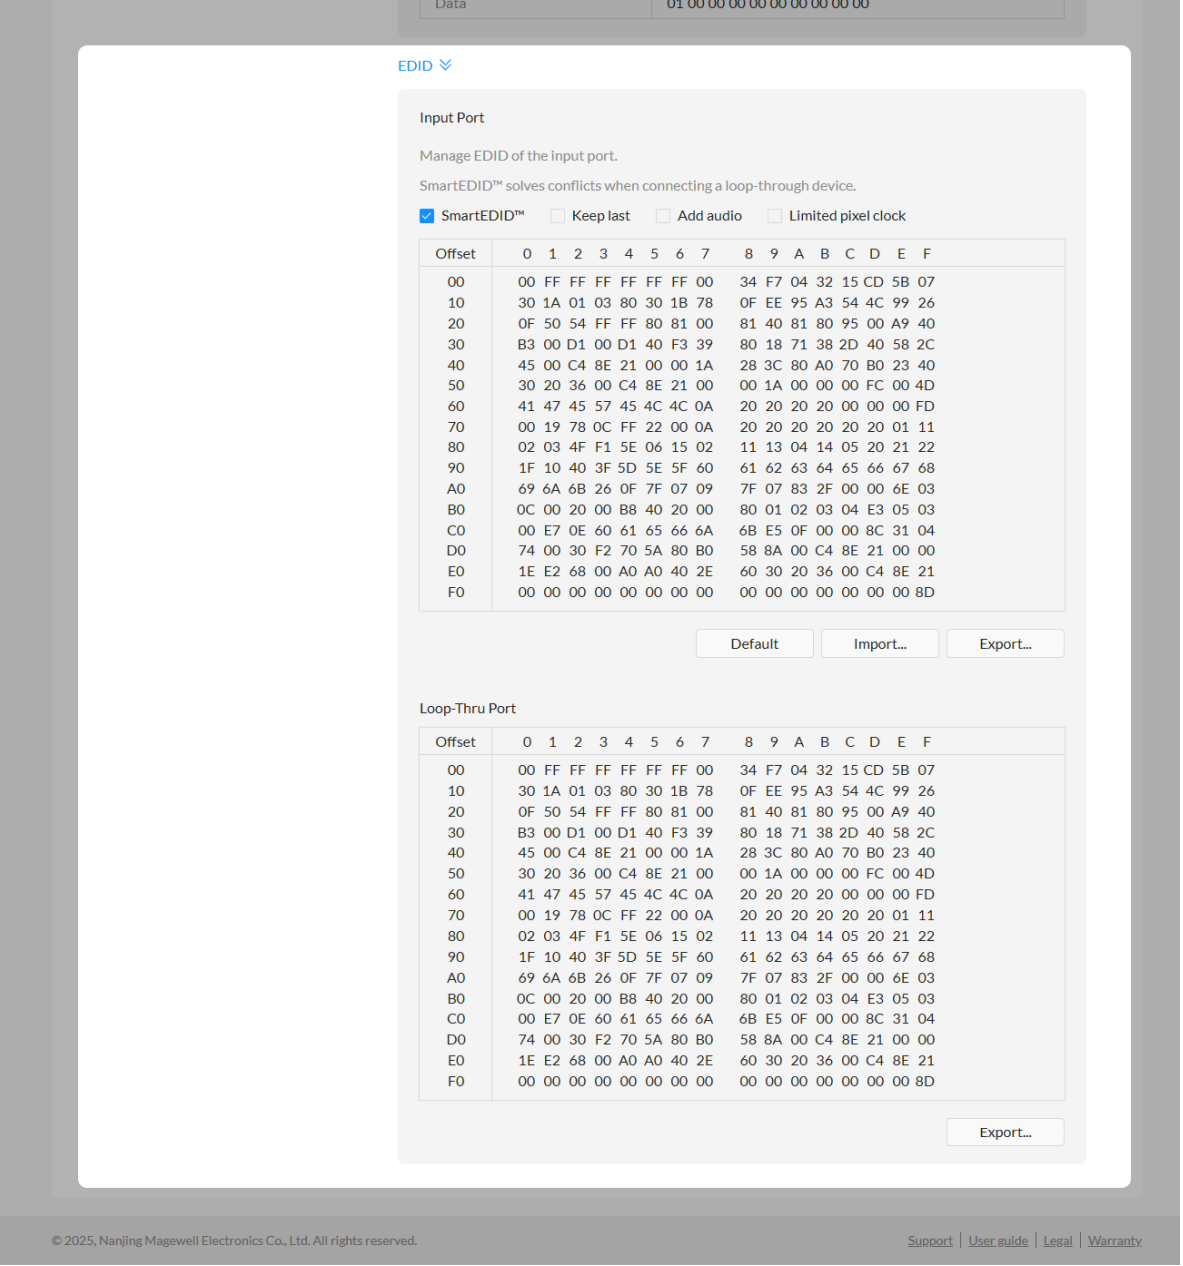 Data 01 00 00 00 00 00 00 00 00 00
EDID
Input Port
Manage EDID of the input port.
SmartEDID™ solves conflicts when connecting a loop-through device.
SmartEDID™ Keep last Add audio Limited pixel clock
Offset 0 1 2 3 4 5 6 7 8 9 A B C D E F
00 00 FF FF FF FF FF FF 00 34 F7 04 32 15 CD 5B 07
10 30 1A 01 03 80 30 1B 78 0F EE 95 A3 54 4C 99 26
20 0F 50 54 FF FF 80 81 00 81 40 81 80 95 00 A9 40
30 B3 00 D1 00 D1 40 F3 39 80 18 71 38 2D 40 58 2C
40 45 00 C4 8E 21 00 00 1A 28 3C 80 A0 70 B0 23 40
50 30 20 36 00 C4 8E 21 00 00 1A 00 00 00 FC 00 4D
60 41 47 45 57 45 4C 4C 0A 20 20 20 20 00 00 00 FD
70 00 19 78 0C FF 22 00 0A 20 20 20 20 20 20 01 11
80 02 03 4F F1 5E 06 15 02 11 13 04 14 05 20 21 22
90 1F 10 40 3F 5D 5E 5F 60 61 62 63 64 65 66 67 68
A0 69 6A 6B 26 0F 7F 07 09 7F 07 83 2F 00 00 6E 03
B0 0C 00 20 00 B8 40 20 00 80 01 02 03 04 E3 05 03
C0 00 E7 0E 60 61 65 66 6A 6B E5 0F 00 00 8C 31 04
D0 74 00 30 F2 70 5A 80 B0 58 8A 00 C4 8E 21 00 00
E0 1E E2 68 00 A0 A0 40 2E 60 30 20 36 00 C4 8E 21
F0 00 00 00 00 00 00 00 00 00 00 00 00 00 00 00 8D
Default Import... Export...
Loop-Thru Port
Offset 0 1 2 3 4 5 6 7 8 9 A B C D E F
00 00 FF FF FF FF FF FF 00 34 F7 04 32 15 CD 5B 07
10 30 1A 01 03 80 30 1B 78 0F EE 95 A3 54 4C 99 26
20 0F 50 54 FF FF 80 81 00 81 40 81 80 95 00 A9 40
30 B3 00 D1 00 D1 40 F3 39 80 18 71 38 2D 40 58 2C
40 45 00 C4 8E 21 00 00 1A 28 3C 80 A0 70 B0 23 40
50 30 20 36 00 C4 8E 21 00 00 1A 00 00 00 FC 00 4D
60 41 47 45 57 45 4C 4C 0A 20 20 20 20 00 00 00 FD
70 00 19 78 0C FF 22 00 0A 20 20 20 20 20 20 01 11
80 02 03 4F F1 5E 06 15 02 11 13 04 14 05 20 21 22
90 1F 10 40 3F 5D 5E 5F 60 61 62 63 64 65 66 67 68
A0 69 6A 6B 26 0F 7F 07 09 7F 07 83 2F 00 00 6E 03
B0 0C 00 20 00 B8 40 20 00 80 01 02 03 04 E3 05 03
C0 00 E7 0E 60 61 65 66 6A 6B E5 0F 00 00 8C 31 04
D0 74 00 30 F2 70 5A 80 B0 58 8A 00 C4 8E 21 00 00
E0 1E E2 68 00 A0 A0 40 2E 60 30 20 36 00 C4 8E 21
F0 00 00 00 00 00 00 00 00 00 00 00 00 00 00 00 8D
Export...
© 2025, Nanjing Magewell Electronics Co., Ltd. All rights reserved. Support | User guide | Legal | Warranty